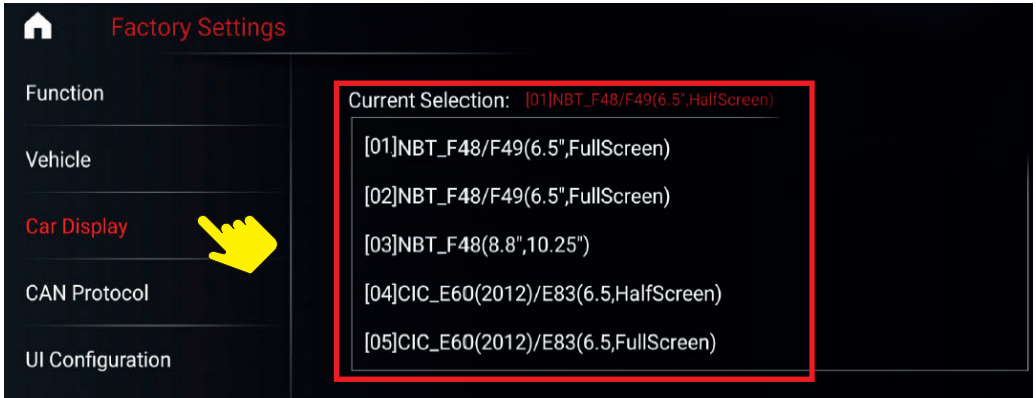 Factory Settings
Function
Vehicle
Car Display
CAN Protocol
UI Configuration
Current Selection: [01]NBT_F48/F49(6.5",HalfScreen)
[01]NBT_F48/F49(6.5",FullScreen)
[02]NBT_F48/F49(6.5",FullScreen)
[03]NBT_F48(8.8",10.25")
[04]CIC_E60(2012)/E83(6.5,HalfScreen)
[05]CIC_E60(2012)/E83(6.5,FullScreen)